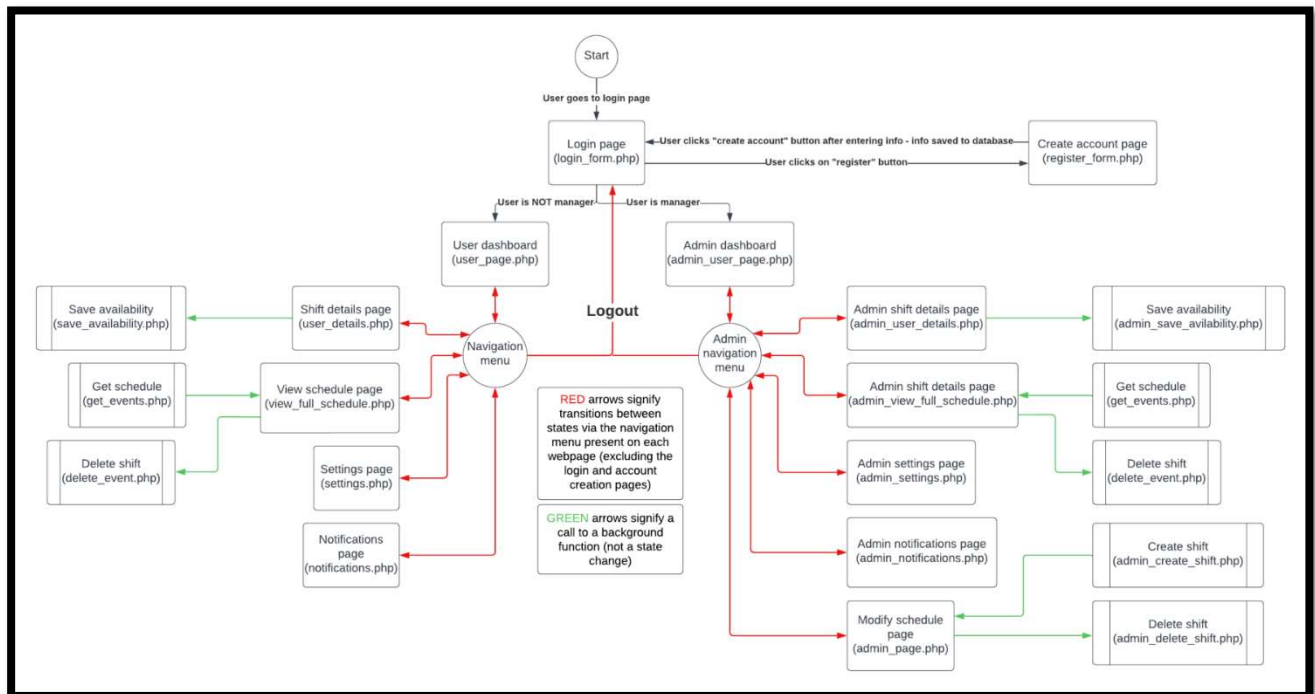 Start
User goes to login page
Login page
(login_form.php)
User clicks "create account" button after entering info - info saved to database
User clicks on "register" button
Create account page
(register_form.php)
User is NOT manager
User is manager
User dashboard
(user_page.php)
Admin dashboard
(admin_user_page.php)
Logout
Save availability
(save_availability.php)
Shift details page
(user_details.php)
Navigation
menu
Get schedule
(get_events.php)
View schedule page
(view_full_schedule.php)
Delete shift
(delete_event.php)
Settings page
(settings.php)
Notifications
page
(notifications.php)
RED arrows signify
transitions between
states via the navigation
menu present on each
webpage (excluding the
login and account
creation pages)
GREEN arrows signify a
call to a background
function (not a state
change)
Admin
navigation
menu
Admin shift details page
(admin_user_details.php)
Save availability
(admin_save_avilability.php)
Admin shift details page
(admin_view_full_schedule.php)
Get schedule
(get_events.php)
Admin settings page
(admin_settings.php)
Delete shift
(delete_event.php)
Admin notifications page
(admin_notifications.php)
Create shift
(admin_create_shift.php)
Modify schedule
page
(admin_page.php)
Delete shift
(admin_delete_shift.php)